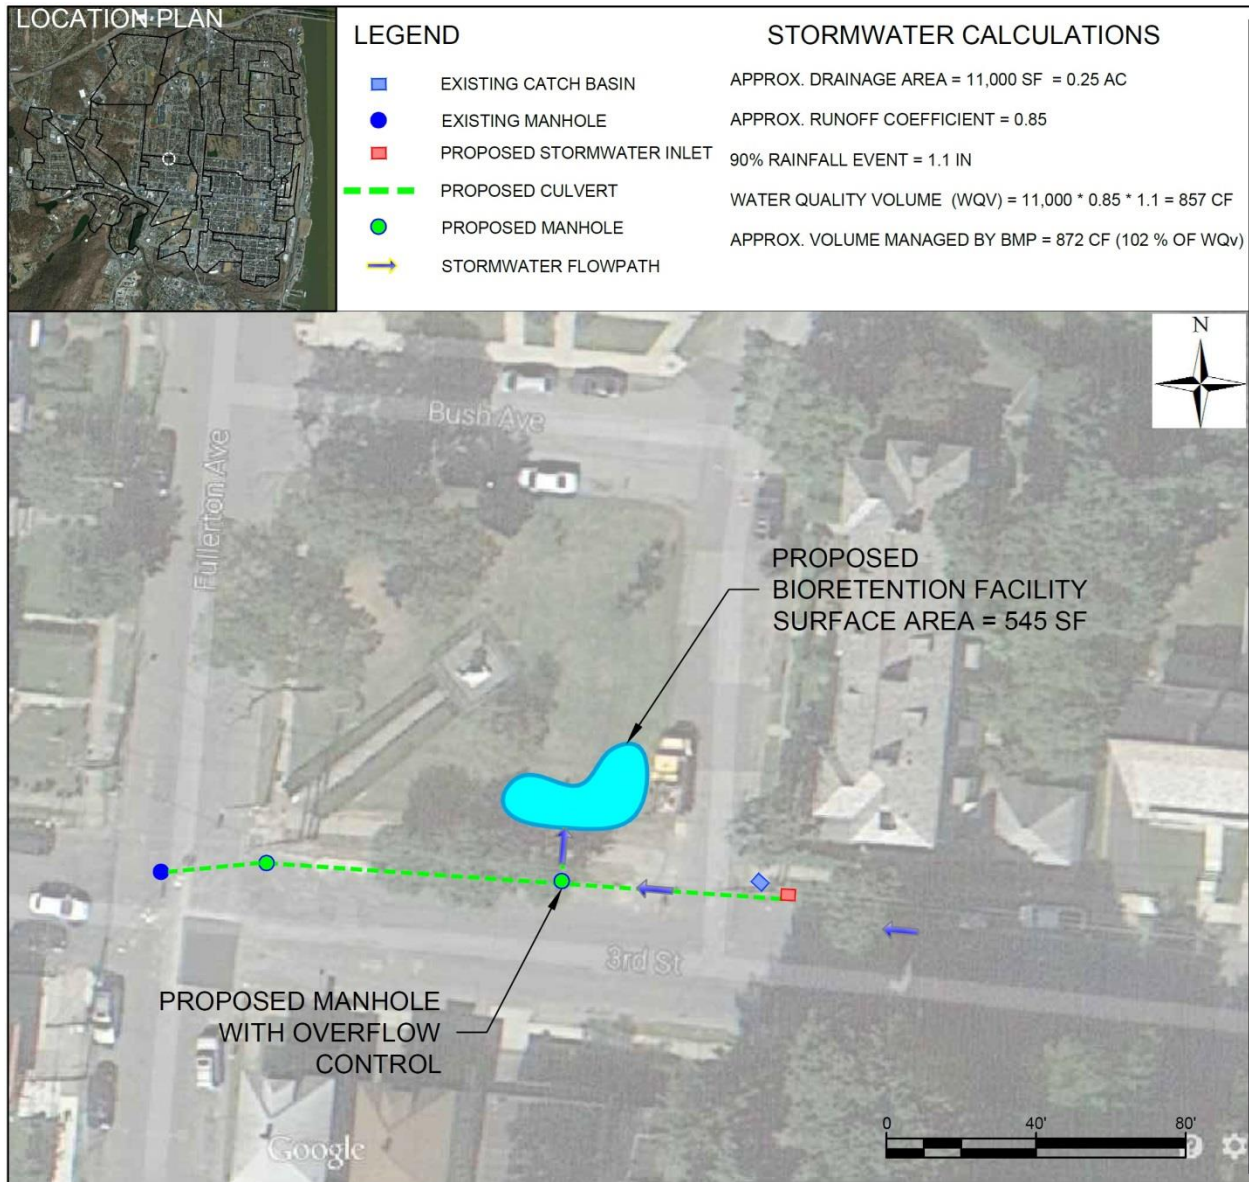 LOCATION PLAN
LEGEND
EXISTING CATCH BASIN
EXISTING MANHOLE
PROPOSED STORMWATER INLET
PROPOSED CULVERT
PROPOSED MANHOLE
STORMWATER FLOWPATH
STORMWATER CALCULATIONS
APPROX. DRAINAGE AREA = 11,000 SF = 0.25 AC
APPROX. RUNOFF COEFFICIENT = 0.85
90% RAINFALL EVENT = 1.1 IN
WATER QUALITY VOLUME (WQV) = 11,000 * 0.85 * 1.1 = 857 CF
APPROX. VOLUME MANAGED BY BMP = 872 CF (102 % OF WQv)
N
Bush Ave
Fullerton Ave
PROPOSED
BIORETENTION FACILITY
SURFACE AREA = 545 SF
3rd St
PROPOSED MANHOLE
WITH OVERFLOW
CONTROL
0 40' 80'
Google
?